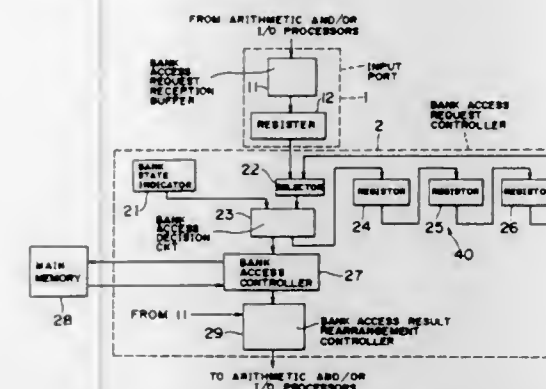 FROM ARITHMETIC AND/OR
I/O PROCESSORS
BANK
ACCESS
REQUEST
RECEPTION
BUFFER
11
INPUT
PORT
12
1
REGISTER
BANK ACCESS
REQUEST
CONTROLLER
2
BANK
STATE
INDICATOR
21
22
SELECTOR
REGISTOR
REGISTOR
REGISTOR
24
25
26
40
23
BANK
ACCESS
DECISION
CKT
MAIN
MEMORY
28
BANK
ACCESS
CONTROLLER
27
FROM 11
29
BANK ACCESS RESULT
REARRANGEMENT
CONTROLLER
TO ARITHMETIC AND/OR
I/O PROCESSORS